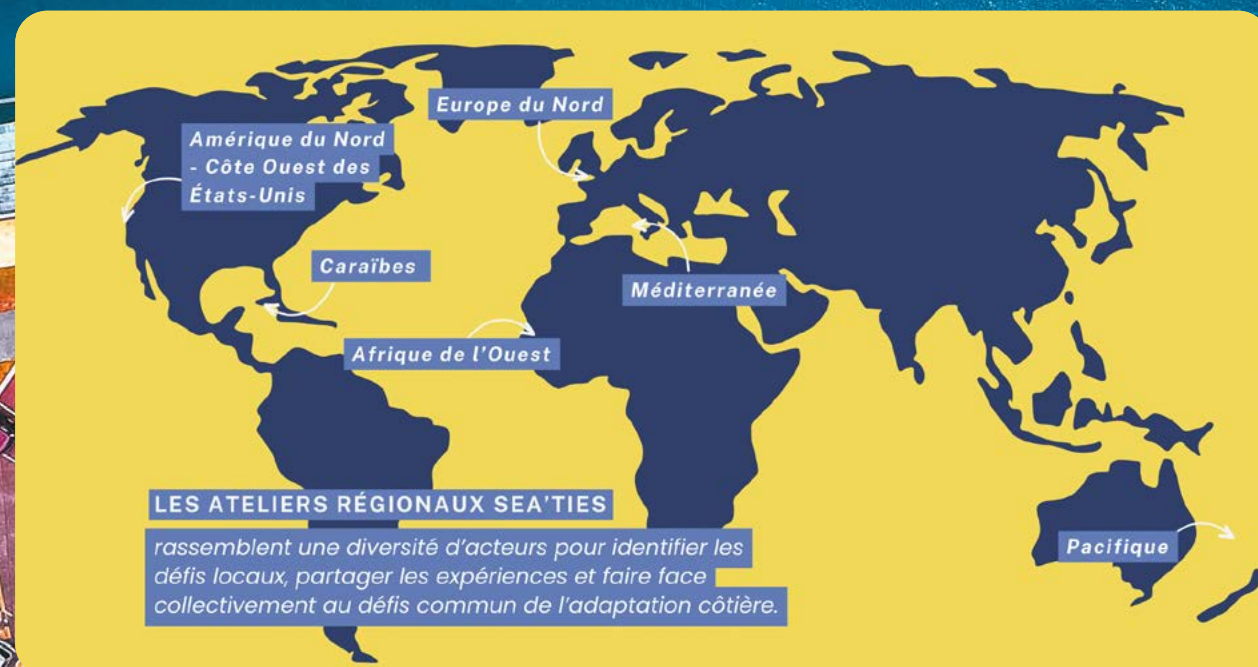 Europe du Nord
Amérique du Nord
- Côte Ouest des
États-Unis
Caraïbes
Méditerranée
Afrique de l'Ouest
LES ATELIERS RÉGIONAUX SEA'TIES
rassemblent une diversité d'acteurs pour identifier les
défis locaux, partager les expériences et faire face
collectivement au défis commun de l'adaptation côtière.
Pacifique